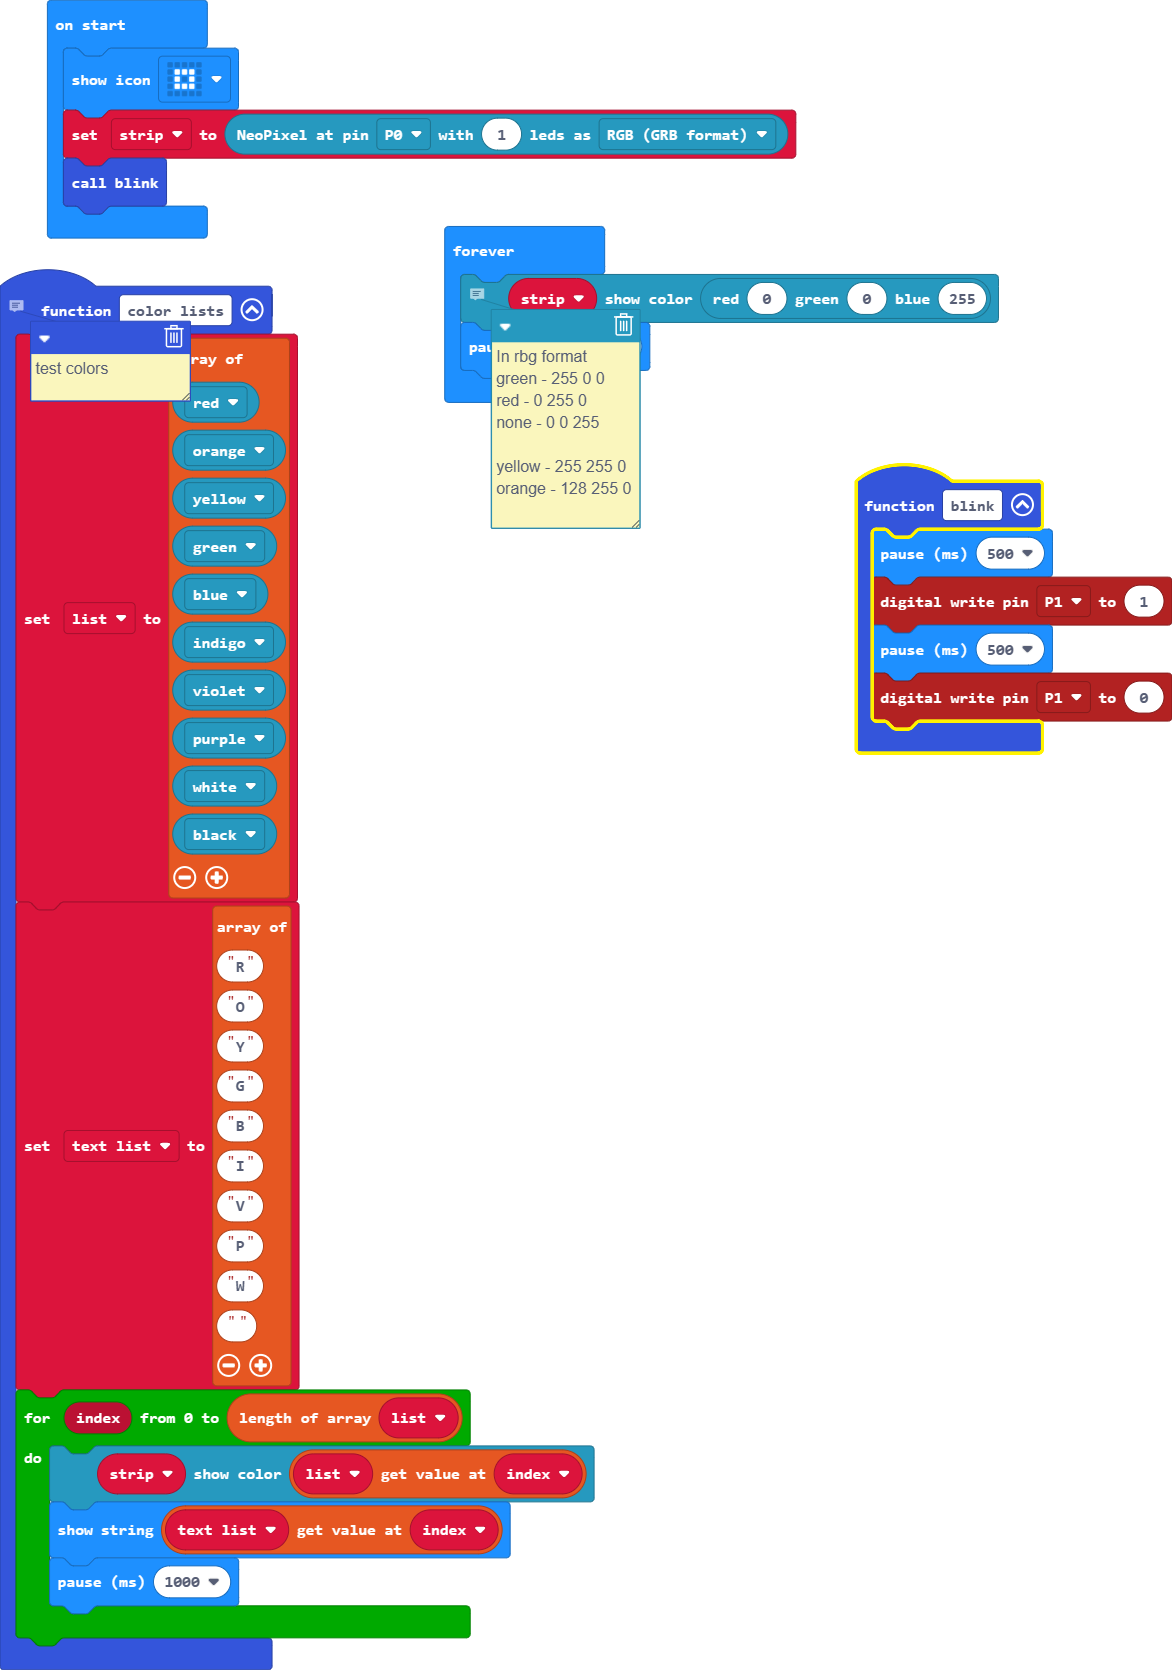 on start
show icon
set strip to NeoPixel at pin P0 with 1 leds as RGB (GRB format)
call blink
forever
strip show color red 0 green 0 blue 255
pau
In rbg format
green - 255 0 0
red - 0 255 0
none - 0 0 255
yellow - 255 255 0
orange - 128 255 0
function blink
pause (ms) 500
digital write pin P1 to 1
pause (ms) 500
digital write pin P1 to 0
function color lists
test colors
ray of
red
orange
yellow
green
blue
set list to
indigo
violet
purple
white
black
array of
"R"
"O"
"Y"
"G"
"B"
set text list to
"I"
"V"
"P"
"W"
" "
for index from 0 to length of array list
do
strip show color list get value at index
show string text list get value at index
pause (ms) 1000